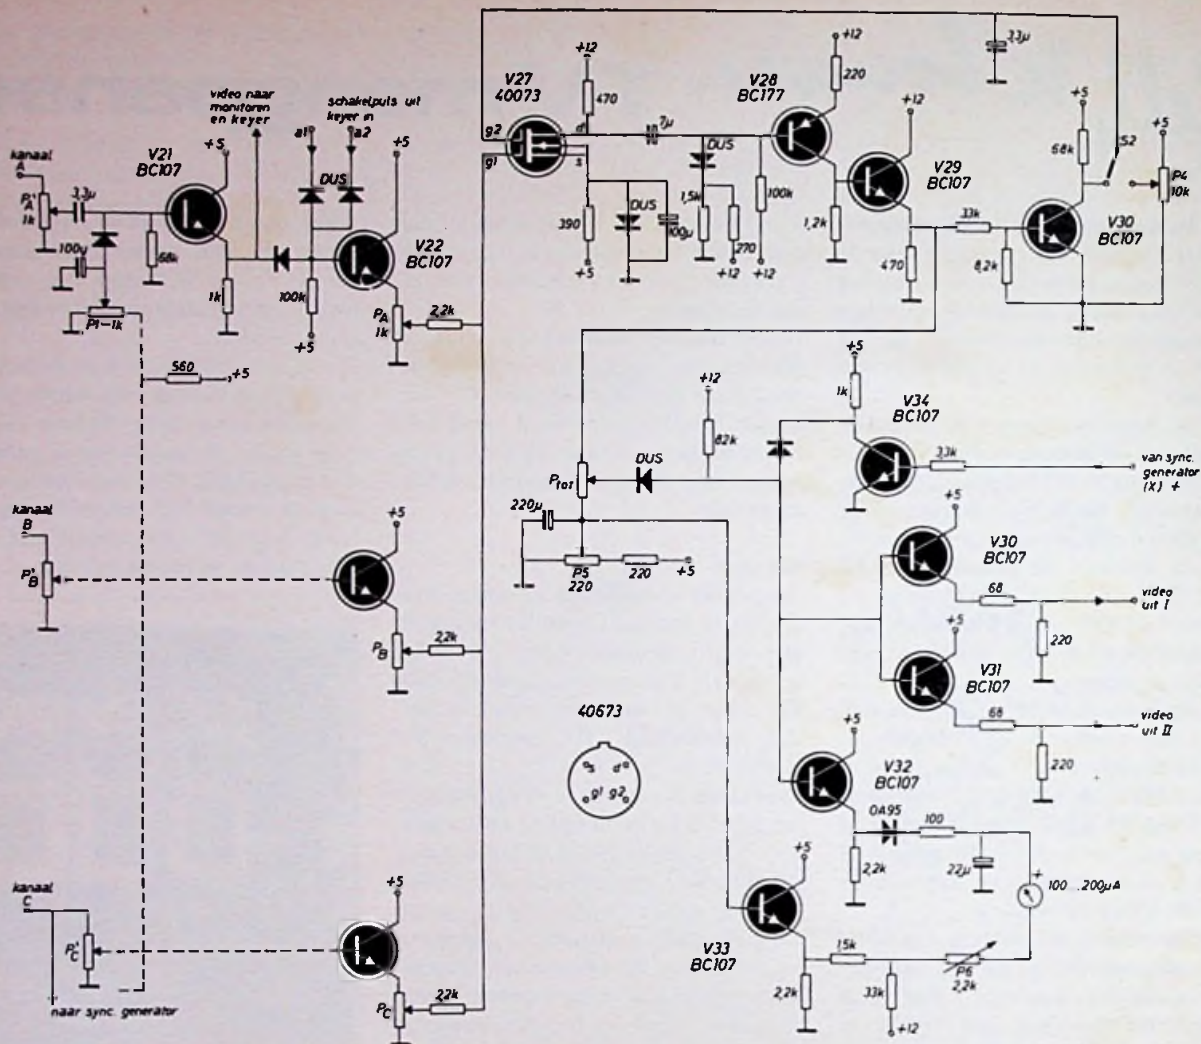 +12
V27
40073
470
g2
g1
d
s
7µ
V28
BC177
+12
220
3,3µ
+12
V29
BC107
+5
68k
S2
P4
10k
V30
BC107
33k
8,2k
470
1,2k
100k
DUS
1,5k
270
+12
+12
DUS
100µ
390
+5
kanaal
A
P'A
1k
3,3µ
100µ
P1-1k
68k
V21
BC107
+5
video naar
monitoren
en keyer
schakelpuls uit
keyer in
a1
a2
DUS
+5
V22
BC107
1k
100k
+5
PA
1k
2,2k
560
+5
+12
82k
+5
1k
V34
BC107
3,3k
van sync.
generator
(X) +
Ptot
DUS
220µ
P5
220
220
+5
kanaal
B
P'B
+5
PB
2,2k
+5
V30
BC107
68
video
uit I
220
+5
V31
BC107
68
video
uit II
220
40673
s
d
g1
g2
+5
V32
BC107
OA95
100
2,2k
22µ
+
100...200µA
+5
V33
BC107
2,2k
15k
33k
+12
P6
2,2k
kanaal
C
P'C
naar sync. generator
+5
PC
2,2k